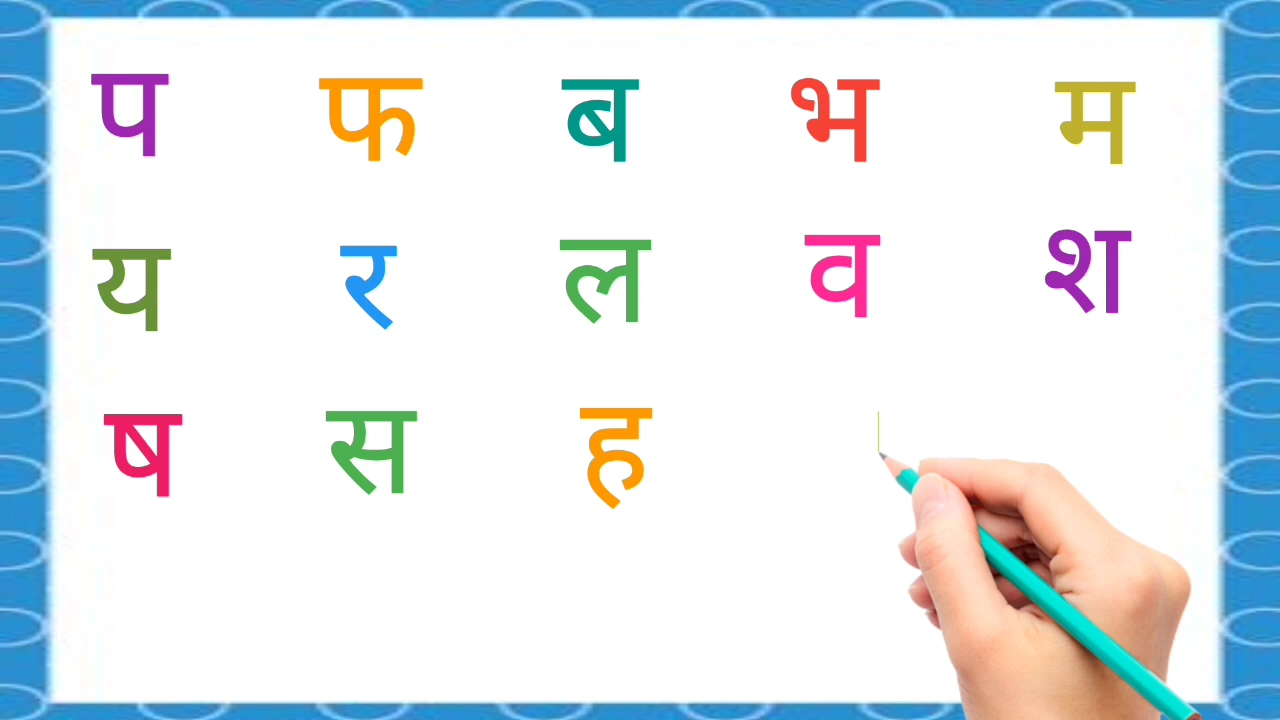 प फ ब भ म
य र ल व श
ष स ह